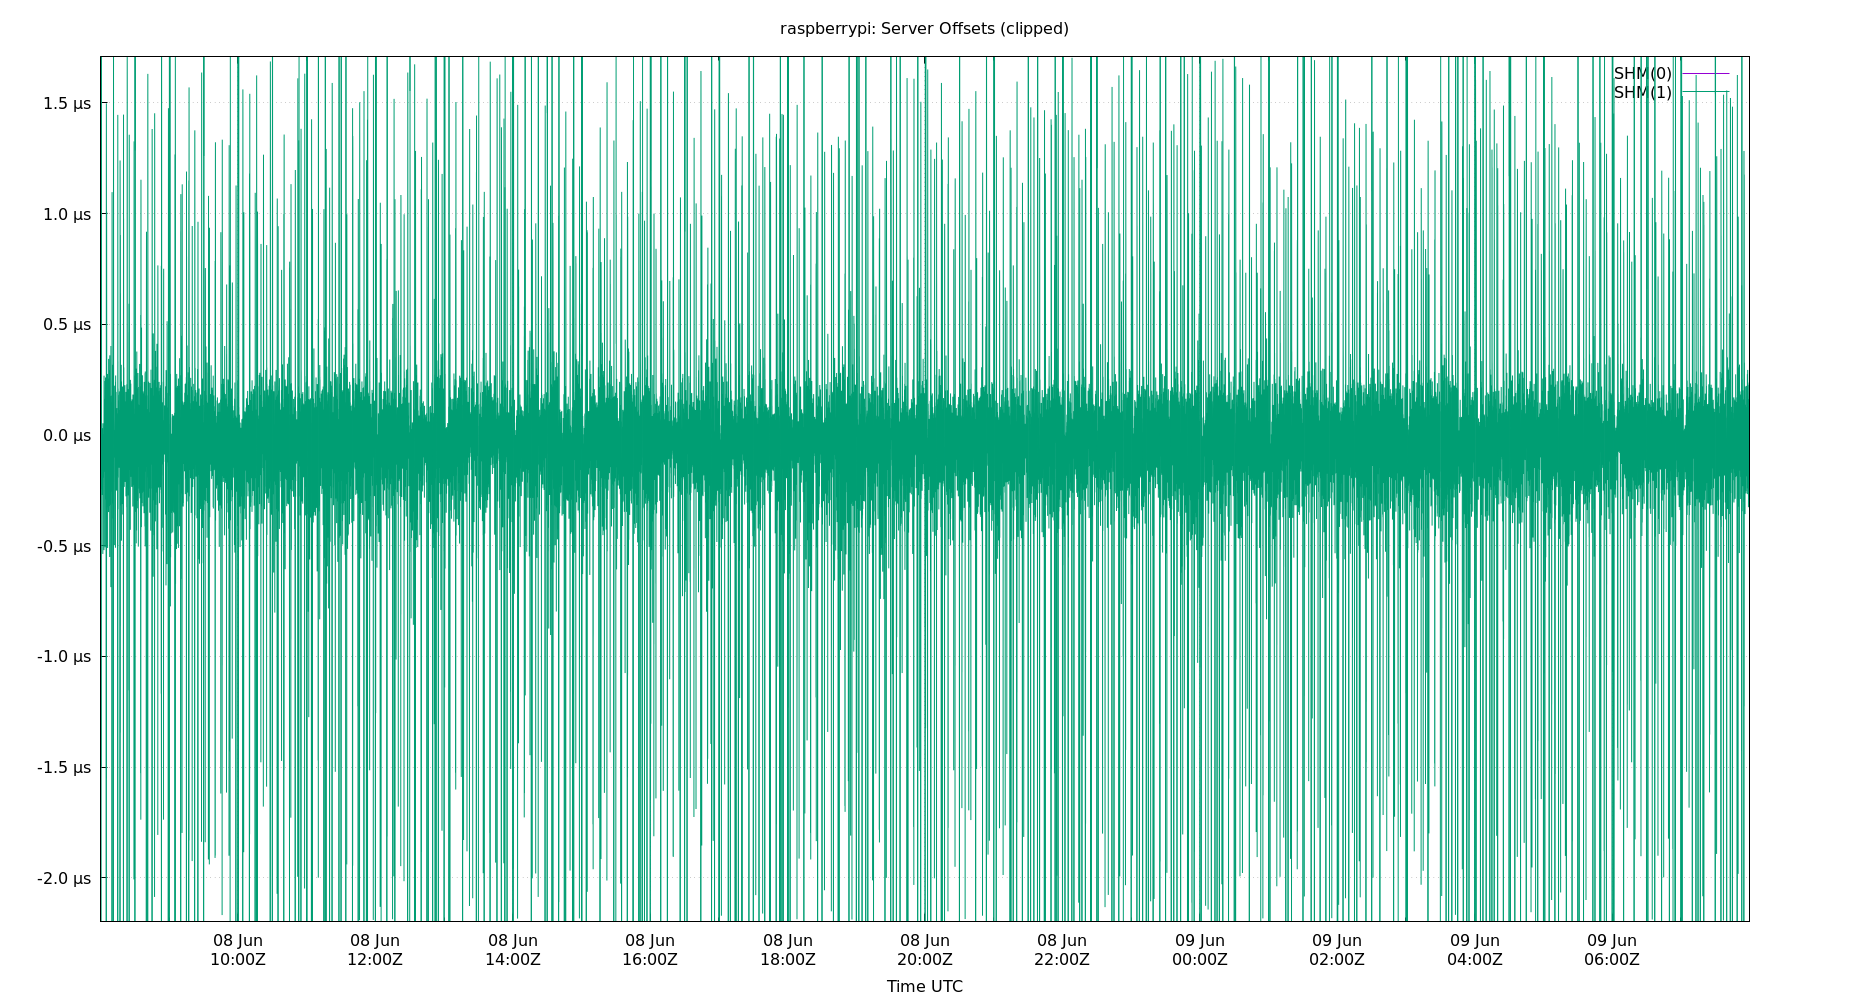 raspberrypi: Server Offsets (clipped)
SHM(0)
SHM(1)
1.5 µs
1.0 µs
0.5 µs
0.0 µs
-0.5 µs
-1.0 µs
-1.5 µs
-2.0 µs
08 Jun 08 Jun 08 Jun 08 Jun 08 Jun 08 Jun 08 Jun 09 Jun 09 Jun 09 Jun 09 Jun
10:00Z 12:00Z 14:00Z 16:00Z 18:00Z 20:00Z 22:00Z 00:00Z 02:00Z 04:00Z 06:00Z
Time UTC